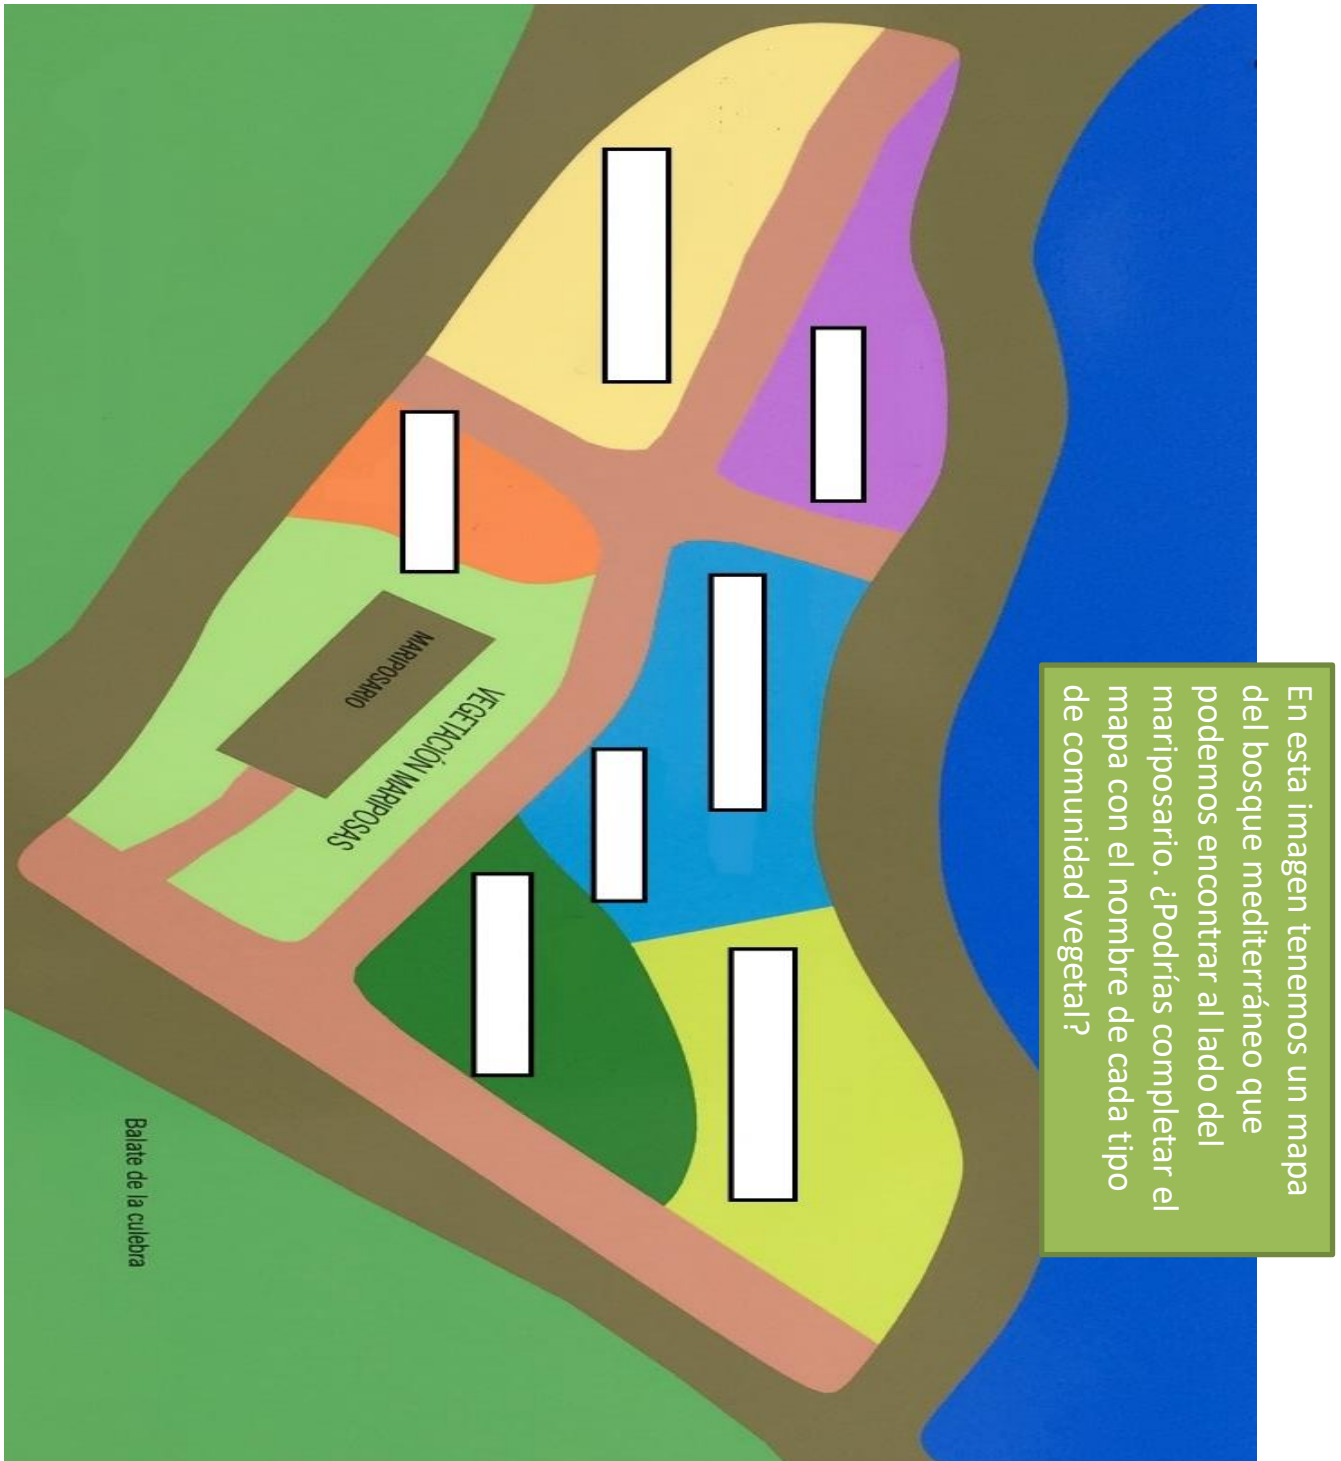 En esta imagen tenemos un mapa
del bosque mediterráneo que
podemos encontrar al lado del
mariposario. ¿Podrías completar el
mapa con el nombre de cada tipo
de comunidad vegetal?
MARIPOSARIO
VEGETACIÓN MARIPOSAS
Balate de la culebra